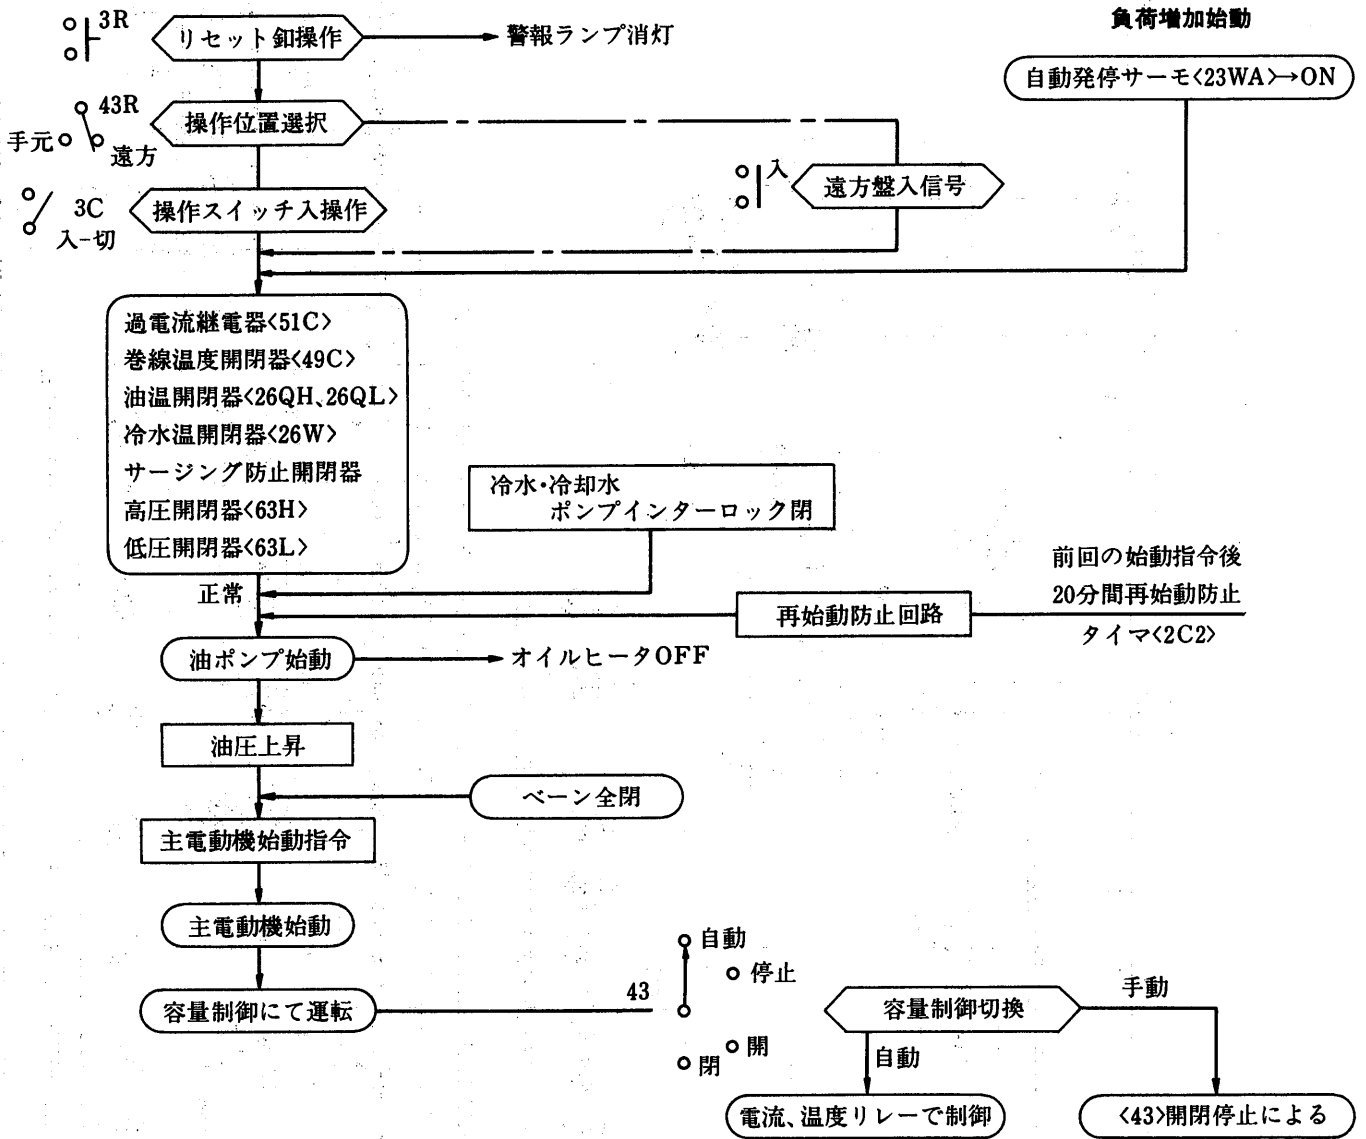 負荷増加始動
3R
リセット釦操作
警報ランプ消灯
自動発停サーモ<23WA>→ON
43R
操作位置選択
手元
遠方
入
遠方盤入信号
3C
入-切
操作スイッチ入操作
過電流継電器<51C>
巻線温度開閉器<49C>
油温開閉器<26QH、26QL>
冷水温開閉器<26W>
サージング防止開閉器
高圧開閉器<63H>
低圧開閉器<63L>
冷水・冷却水
ポンプインターロック閉
正常
前回の始動指令後
20分間再始動防止
タイマ<2C2>
再始動防止回路
油ポンプ始動
オイルヒータOFF
油圧上昇
ベーン全閉
主電動機始動指令
主電動機始動
自動
停止
43
容量制御にて運転
開
閉
容量制御切換
手動
自動
電流、温度リレーで制御
<43>開閉停止による